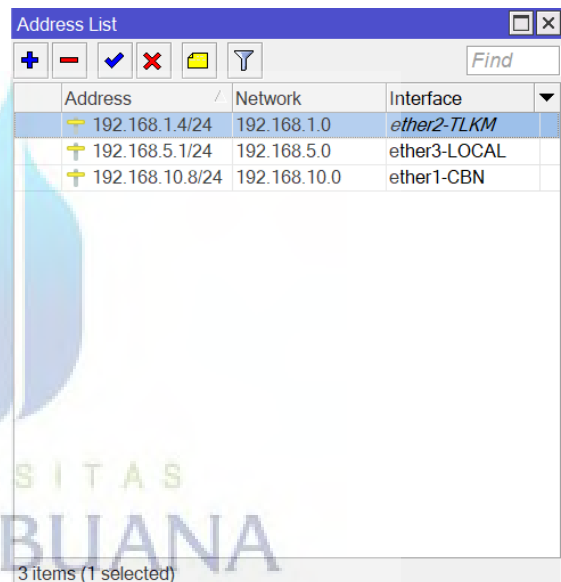 Address List
Find
Address Network Interface
192.168.1.4/24 192.168.1.0 ether2-TLKM
192.168.5.1/24 192.168.5.0 ether3-LOCAL
192.168.10.8/24 192.168.10.0 ether1-CBN
S I T A S
BUANA
3 items (1 selected)